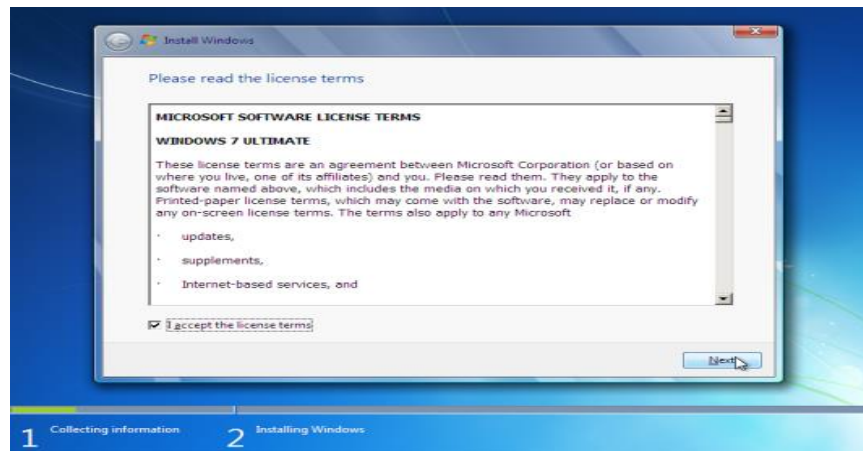 Install Windows
Please read the license terms
MICROSOFT SOFTWARE LICENSE TERMS
WINDOWS 7 ULTIMATE
These license terms are an agreement between Microsoft Corporation (or based on
where you live, one of its affiliates) and you. Please read them. They apply to the
software named above, which includes the media on which you received it, if any.
Printed-paper license terms, which may come with the software, may replace or modify
any on-screen license terms. The terms also apply to any Microsoft
· updates,
· supplements,
· Internet-based services, and
I accept the license terms
Next
1 Collecting information 2 Installing Windows